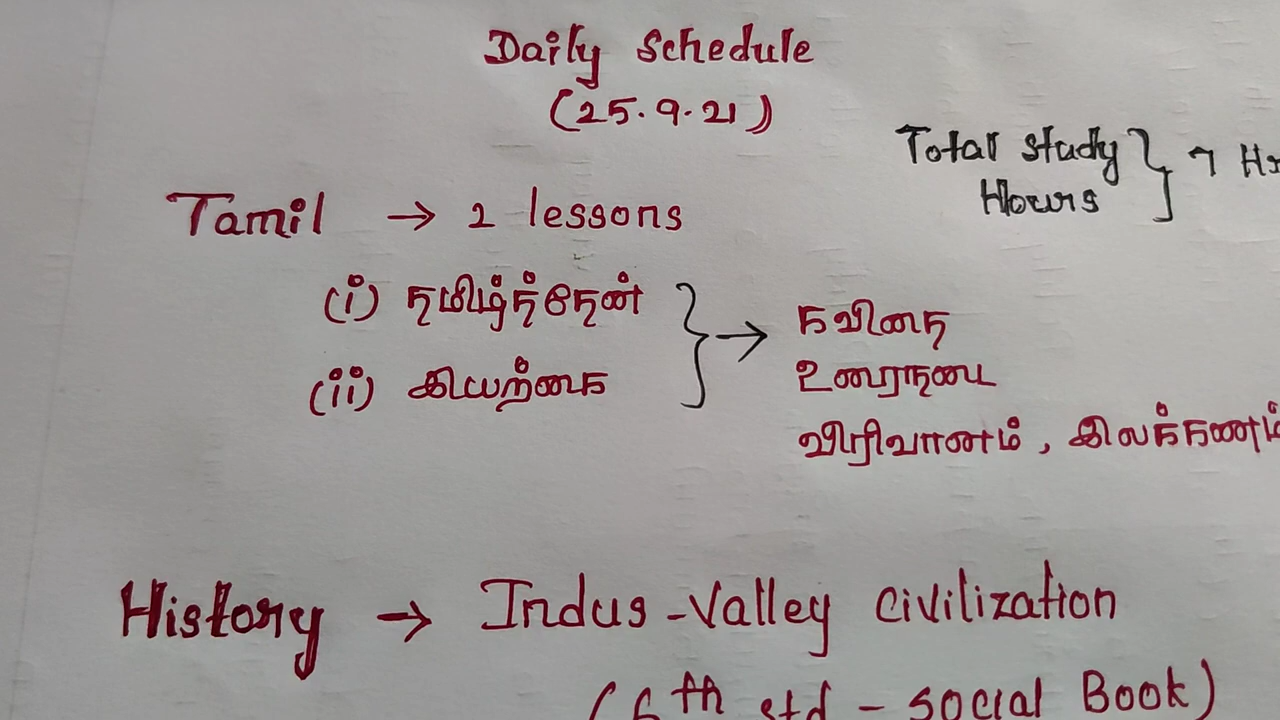 Daily Schedule
(25.9.21)
Total study Hours } 7 Hr
Tamil → 2 lessons
(i) தமிழ்த்தேன்
(ii) இயற்கை
} → கவிதை
உரைநடை
விரிவானம், இலக்கணம்
History → Indus-Valley civilization
(6th std - social Book)